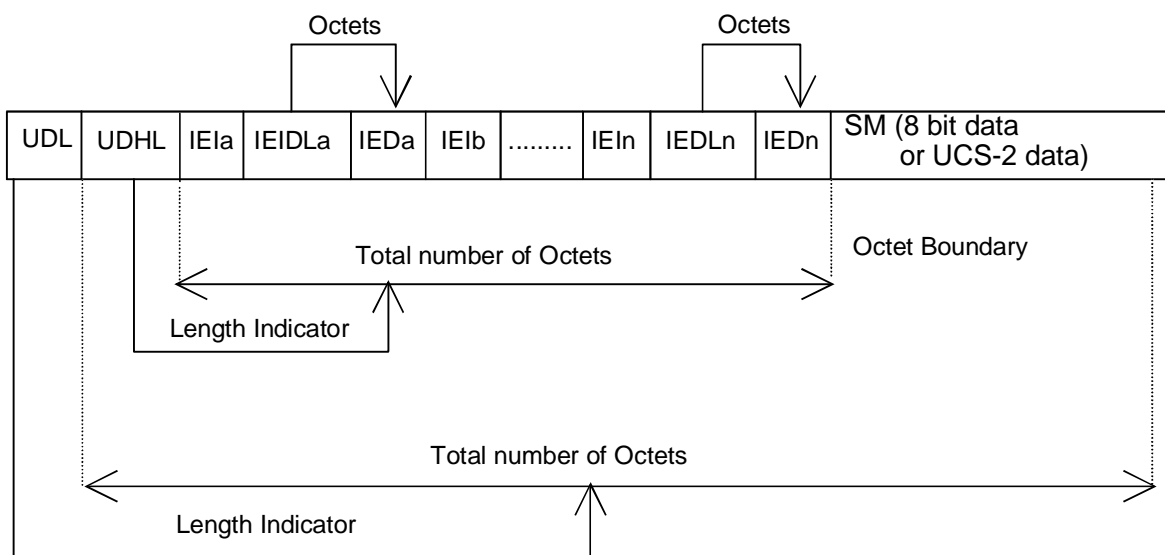 Octets Octets
UDL UDHL IEIa IEIDLa IEDa IEIb ......... IEIn IEDLn IEDn SM (8 bit data
or UCS-2 data)
Total number of Octets
Octet Boundary
Length Indicator
Total number of Octets
Length Indicator